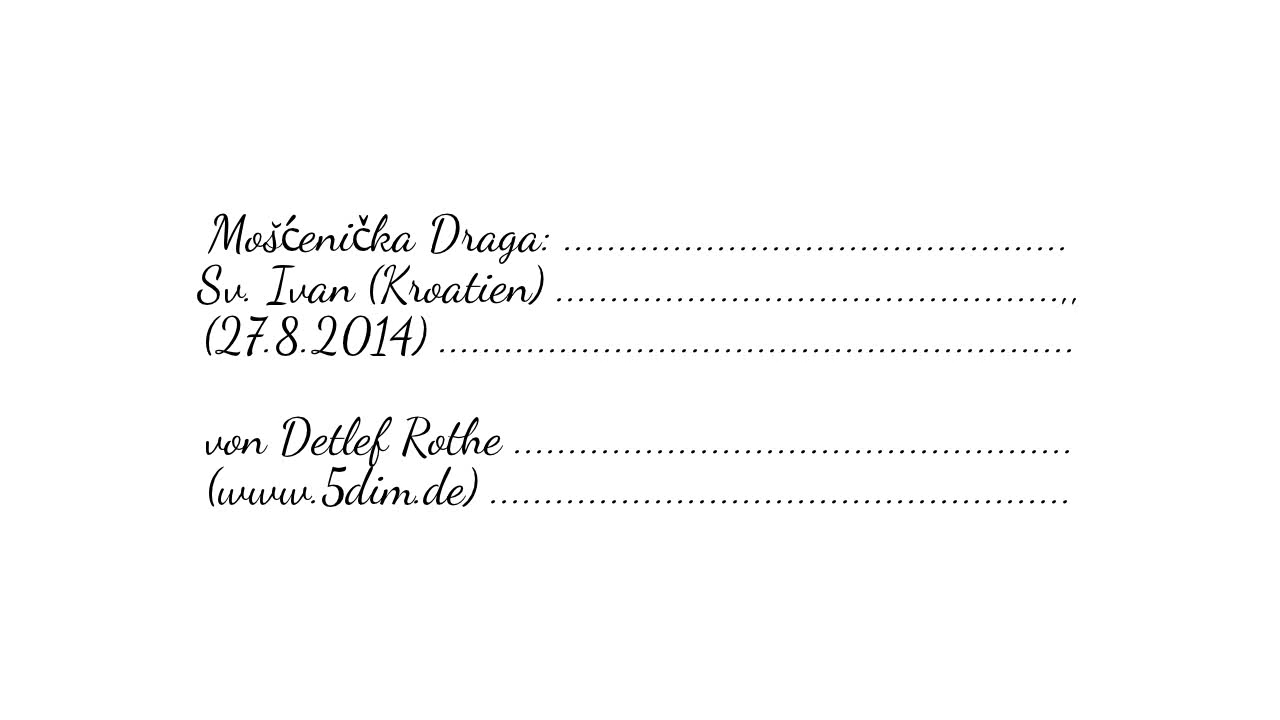 Mošćenička Draga: ..............................................
Sv. Ivan (Kroatien) ..............................................,,
(27.8.2014) ..........................................................
von Detlef Rothe ...................................................
(www.5dim.de) .....................................................